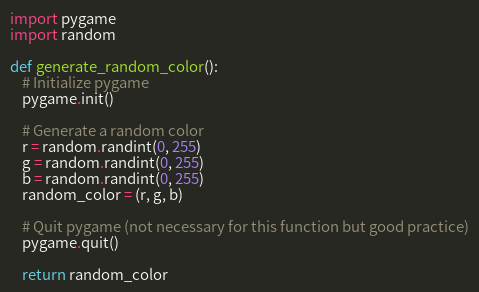 import pygame
import random

def generate_random_color():
    # Initialize pygame
    pygame.init()

    # Generate a random color
    r = random.randint(0, 255)
    g = random.randint(0, 255)
    b = random.randint(0, 255)
    random_color = (r, g, b)

    # Quit pygame (not necessary for this function but good practice)
    pygame.quit()

    return random_color